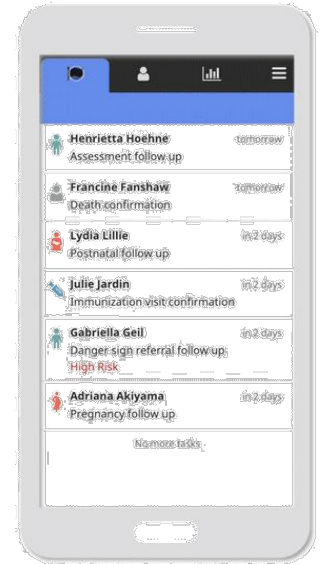 Henrietta Hoehne tomorrow
Assessment follow up
Francine Fanshaw tomorrow
Death confirmation
Lydia Lillie in 2 days
Postnatal follow up
Julie Jardin in 2 days
Immunization visit confirmation
Gabriella Geil in 2 days
Danger sign referral follow up
High Risk
Adriana Akiyama in 2 days
Pregnancy follow up
No more tasks